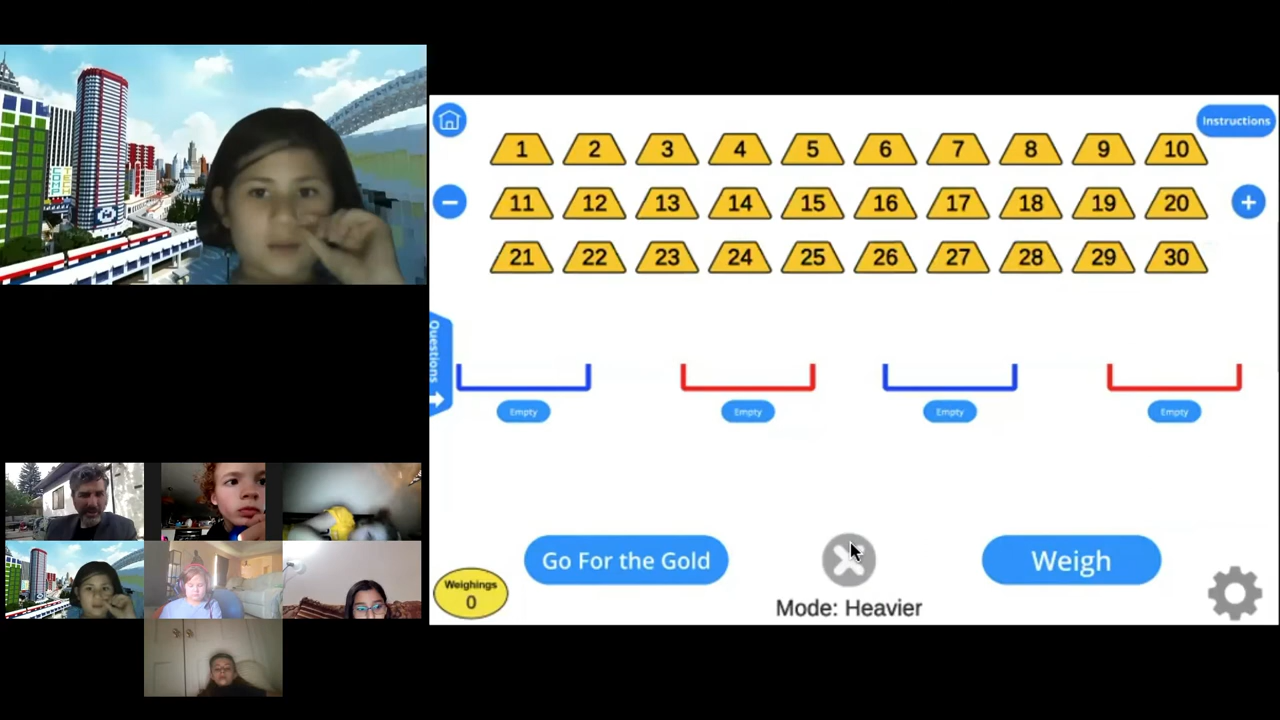 Instructions
1 2 3 4 5 6 7 8 9 10
11 12 13 14 15 16 17 18 19 20
21 22 23 24 25 26 27 28 29 30
Questions
Empty Empty Empty Empty
Go For the Gold
Weigh
Weighings
0
Mode: Heavier